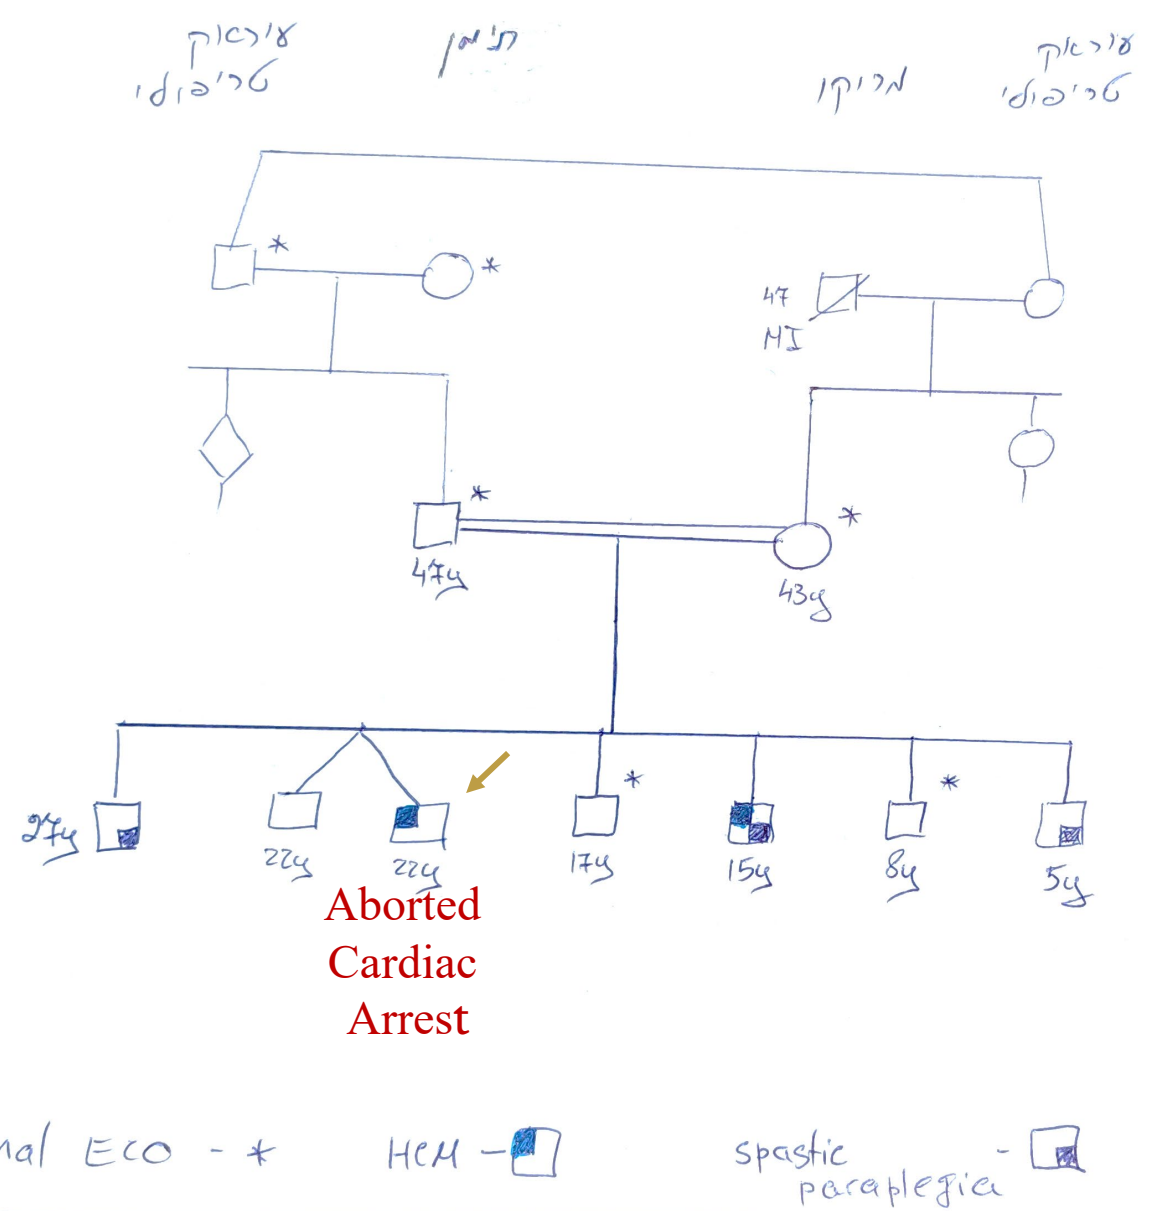 עיראק
טריפולי
תימן
מרוקו
עיראק
טריפולי
*
*
47
MI
*
*
47y
43y
*
*
27y
22y
22y
17y
15y
8y
5y
Aborted
Cardiac
Arrest
nal ECO - *
HCM -
spastic -
paraplegia